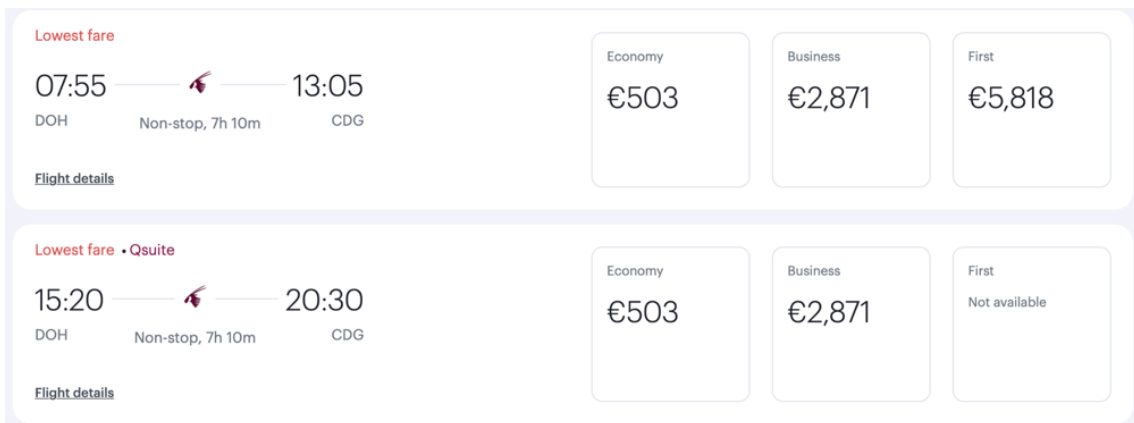 Lowest fare
07:55 13:05
DOH Non-stop, 7h 10m CDG
Flight details
Economy
€503
Business
€2,871
First
€5,818
Lowest fare • Qsuite
15:20 20:30
DOH Non-stop, 7h 10m CDG
Flight details
Economy
€503
Business
€2,871
First
Not available